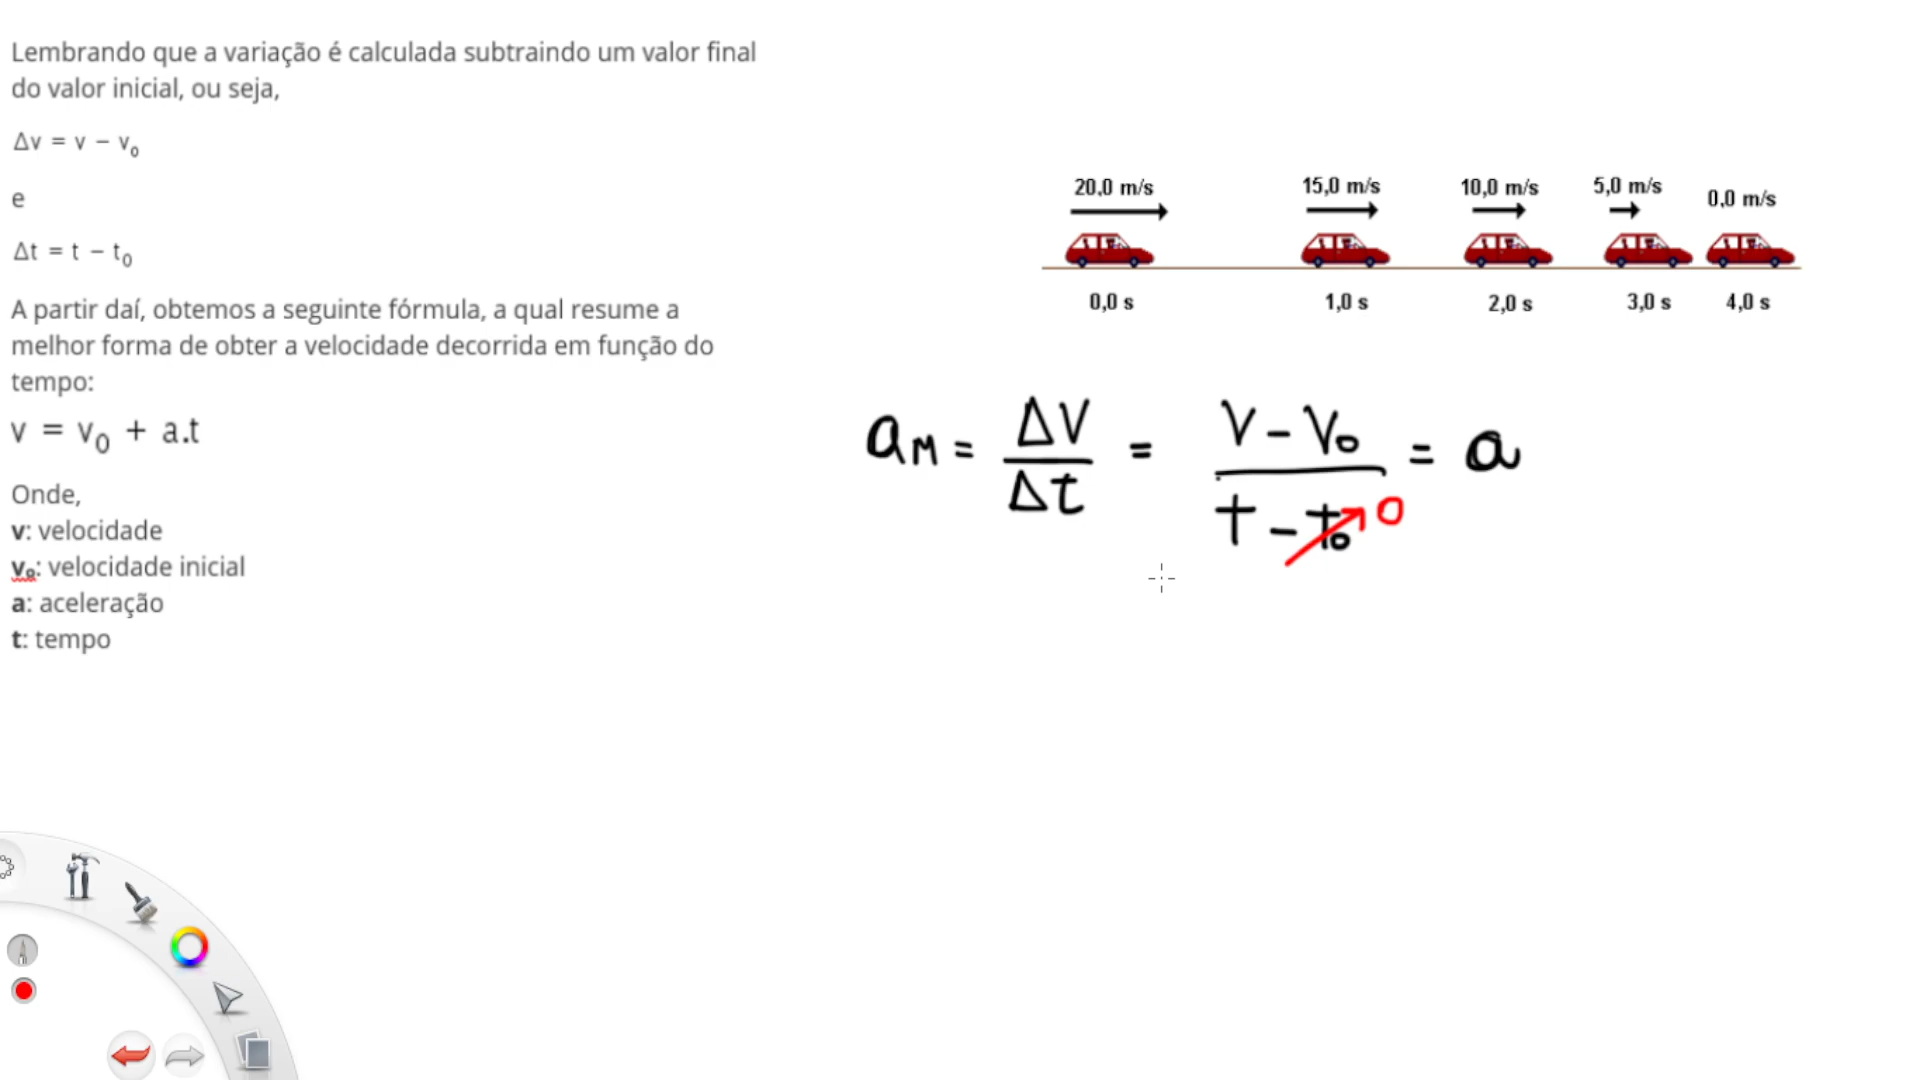 Lembrando que a variação é calculada subtraindo um valor final
do valor inicial, ou seja,
Δv = v − v₀
e
Δt = t − t₀
A partir daí, obtemos a seguinte fórmula, a qual resume a
melhor forma de obter a velocidade decorrida em função do
tempo:
v = v₀ + a.t
Onde,
v: velocidade
v₀: velocidade inicial
a: aceleração
t: tempo
20,0 m/s 15,0 m/s 10,0 m/s 5,0 m/s 0,0 m/s
0,0 s 1,0 s 2,0 s 3,0 s 4,0 s
aM = ΔV/Δt = V − V₀/t − t₀ = a
0